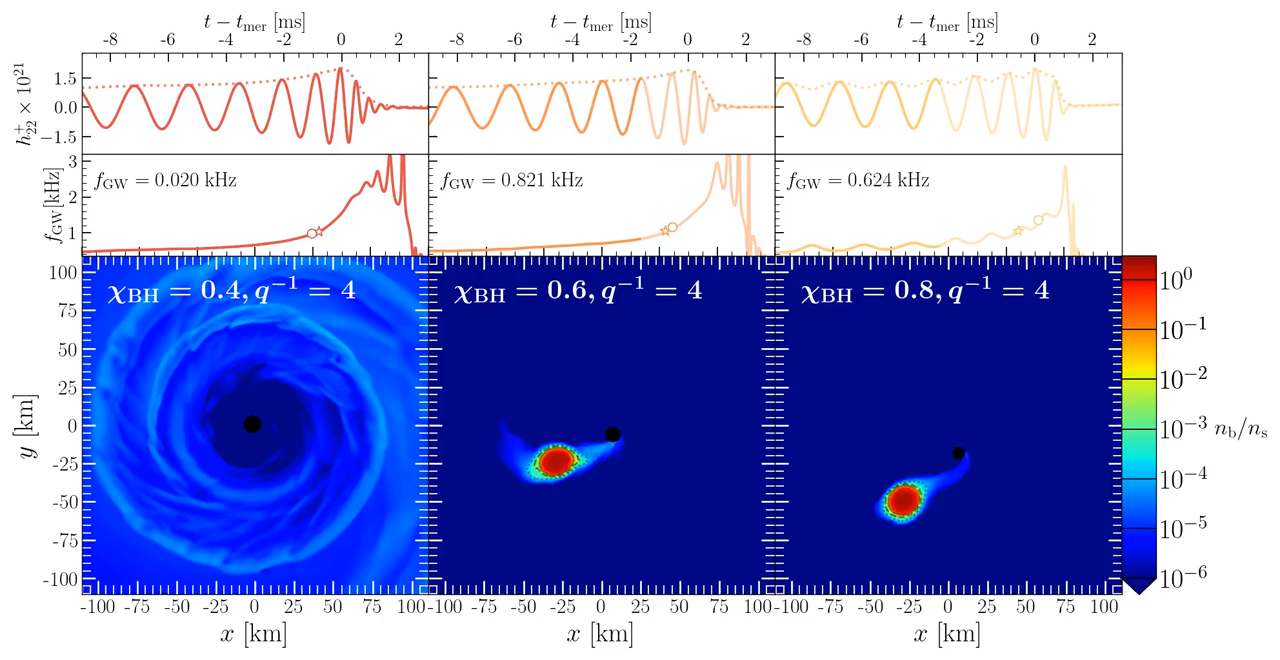 t − t_mer [ms] t − t_mer [ms] t − t_mer [ms]
-8 -6 -4 -2 0 2 -8 -6 -4 -2 0 2 -8 -6 -4 -2 0 2
h_22^+ × 10^21
1.5
0.0
−1.5
f_GW[kHz]
3
2
1
f_GW = 0.020 kHz f_GW = 0.821 kHz f_GW = 0.624 kHz
χ_BH = 0.4, q^−1 = 4 χ_BH = 0.6, q^−1 = 4 χ_BH = 0.8, q^−1 = 4
y [km]
100
75
50
25
0
-25
-50
-75
-100
-100 -75 -50 -25 0 25 50 75 100 -100 -75 -50 -25 0 25 50 75 100 -100 -75 -50 -25 0 25 50 75 100
x [km] x [km] x [km]
10^0
10^−1
10^−2
10^−3
10^−4
10^−5
10^−6
n_b/n_s